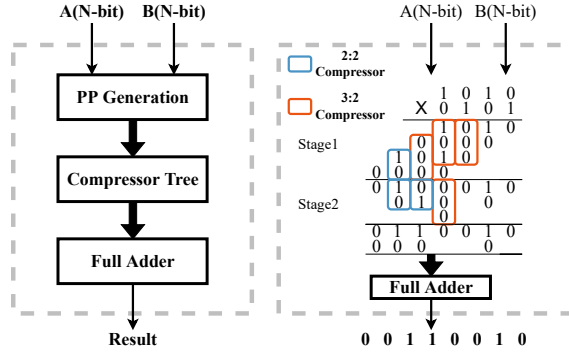 A(N-bit) B(N-bit)
PP Generation
Compressor Tree
Full Adder
Result
A(N-bit) B(N-bit)
2:2
Compressor
3:2
Compressor
1 0 1 0
X 0 1 0 1
1 0 1 0
Stage1 0 0 0 0
1 0 1 0
0 0 0 0
0 1 0 0 0 1 0
Stage2 0 1 0 0
0
0 1 1 0 0 1 0
0 0 0 0
Full Adder
0 0 1 1 0 0 1 0